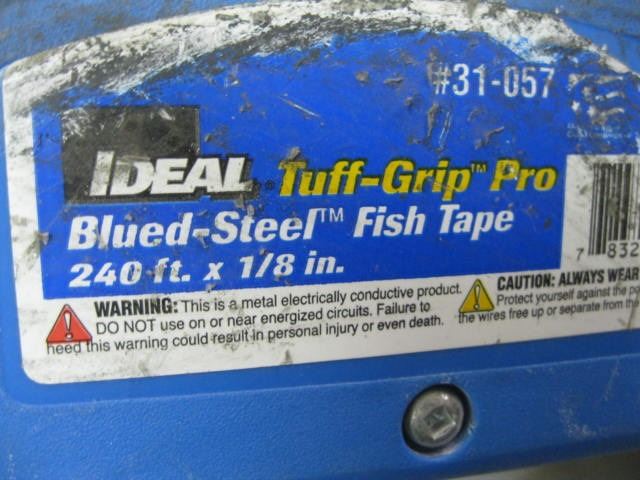 #31-057
IDEAL Tuff-Grip™ Pro
Blued-Steel™ Fish Tape
240 ft. x 1/8 in.
7 832
WARNING: This is a metal electrically conductive product.
DO NOT use on or near energized circuits. Failure to
heed this warning could result in personal injury or even death.
CAUTION: ALWAYS WEAR
Protect yourself against the po
the wires free up or separate from th